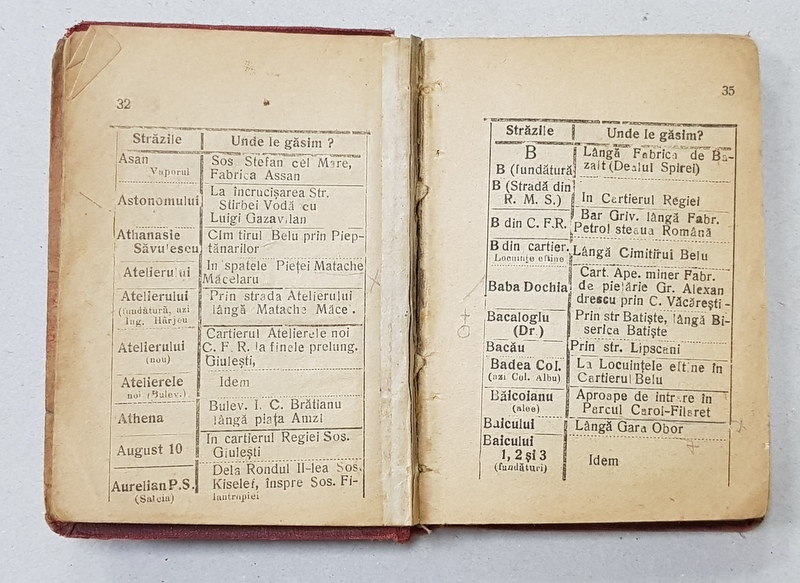 32
Străzile Unde le găsim ?
Asan Sos Stefan cel Mare,
Vaporul Fabrica Assan
Astonomului La încrucişarea Str.
Stirbei Vodă cu
Luigi Gazavilan
Athanasie Cim tirul Belu prin Piep-
Săvulescu tănarilor
Atelierului In spatele Pieţei Matache
Măcelaru
Atelierului Prin strada Atelierului
(fundătură, azi lângă Matache Măce .
Ing. Hârjeu
Atelierului Cartierul Atelierele noi
(nou) C. F. R. la finele prelung.
Giuleşti,
Atelierele Idem
noi (Bulev.)
Athena Bulev. I. C. Brătianu
lângă piaţa Amzi
August 10 In cartierul Regiei Sos.
Giuleşti
Aurelian P.S. Dela Rondul II-lea Sos.
(Saleia) Kiselef, înspre Sos. Fi-
lantropiei
35
Străzile Unde le găsim?
B Lângă Fabrica de Ba-
B (fundătură zalt (Dealul Spirei)
B (Stradă din
R. M. S.) In Cartierul Regiei
B din C. F.R. Bar Griv. lângă Fabr.
Petrol steaua Română
B din cartier. Lângă Cimitirul Belu
Locuinţe eftine
Baba Dochia Cart. Ape. miner Fabr.
de pielărie Gr. Alexan
drescu prin C. Văcăreşti -
Bacaloglu Prin str Batişte, lângă Bi-
(Dr) serica Batişte
Bacău Prin str. Lipscani
Badea Col. La Locuinţele eftine în
(azi Col. Albu) Cartierul Belu
Bălcoianu Aproape de intrare în
(alee) Parcul Carol-Filaret
Baicului Lângă Gara Obor
Baicului
1, 2 şi 3 Idem
(fundături)